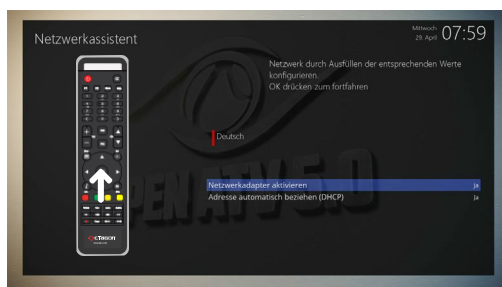 Netzwerkassistent
Mittwoch
29. April
07:59
Netzwerk durch Ausfüllen der entsprechenden Werte
konfigurieren.
OK drücken zum fortfahren
Deutsch
Netzwerkadapter aktivieren Ja
Adresse automatisch beziehen (DHCP) Ja
OPEN ATV 5.0
OCTAGON